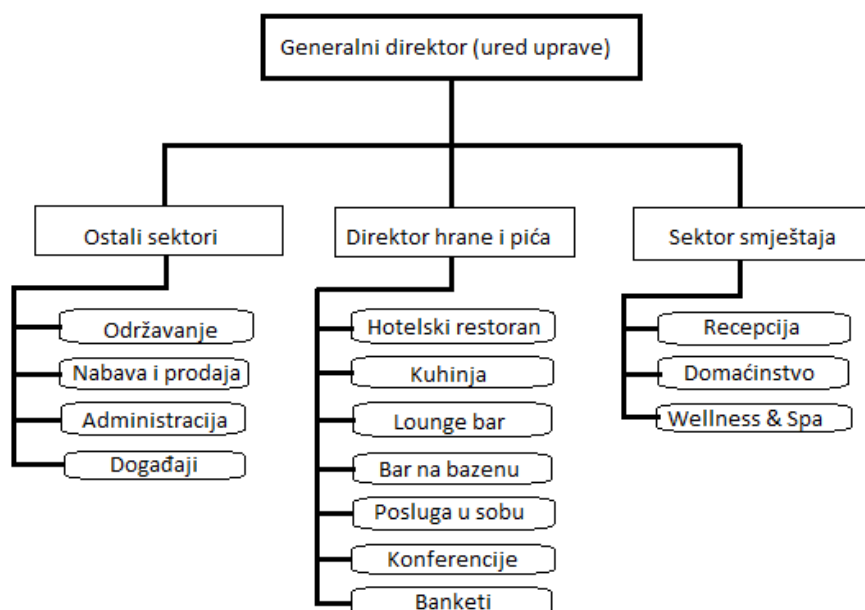 Generalni direktor (ured uprave)
Ostali sektori
Održavanje
Nabava i prodaja
Administracija
Događaji
Direktor hrane i pića
Hotelski restoran
Kuhinja
Lounge bar
Bar na bazenu
Posluga u sobu
Konferencije
Banketi
Sektor smještaja
Recepcija
Domaćinstvo
Wellness & Spa